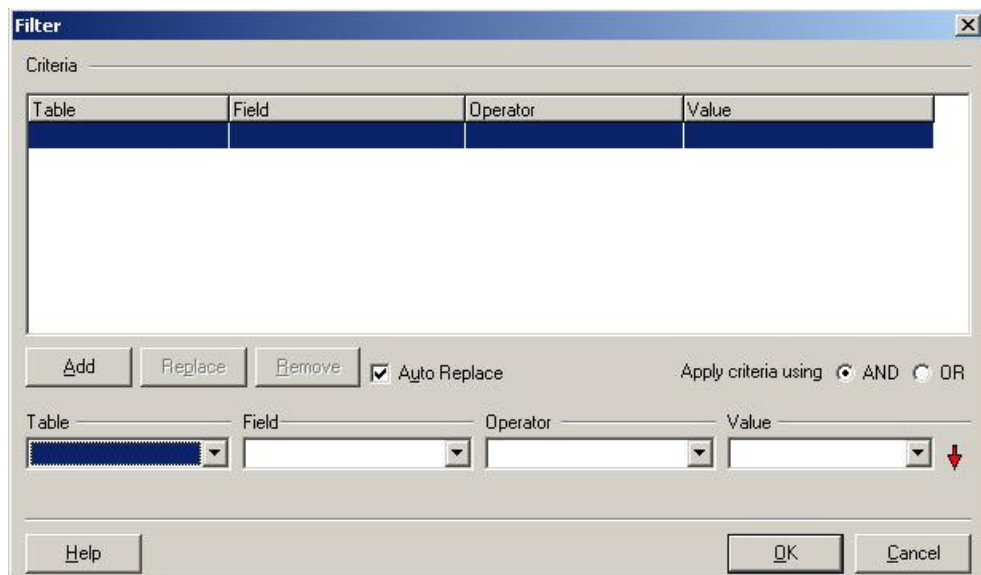 Filter
Criteria
Table Field Operator Value
Add Replace Remove Auto Replace Apply criteria using AND OR
Table Field Operator Value
Help OK Cancel